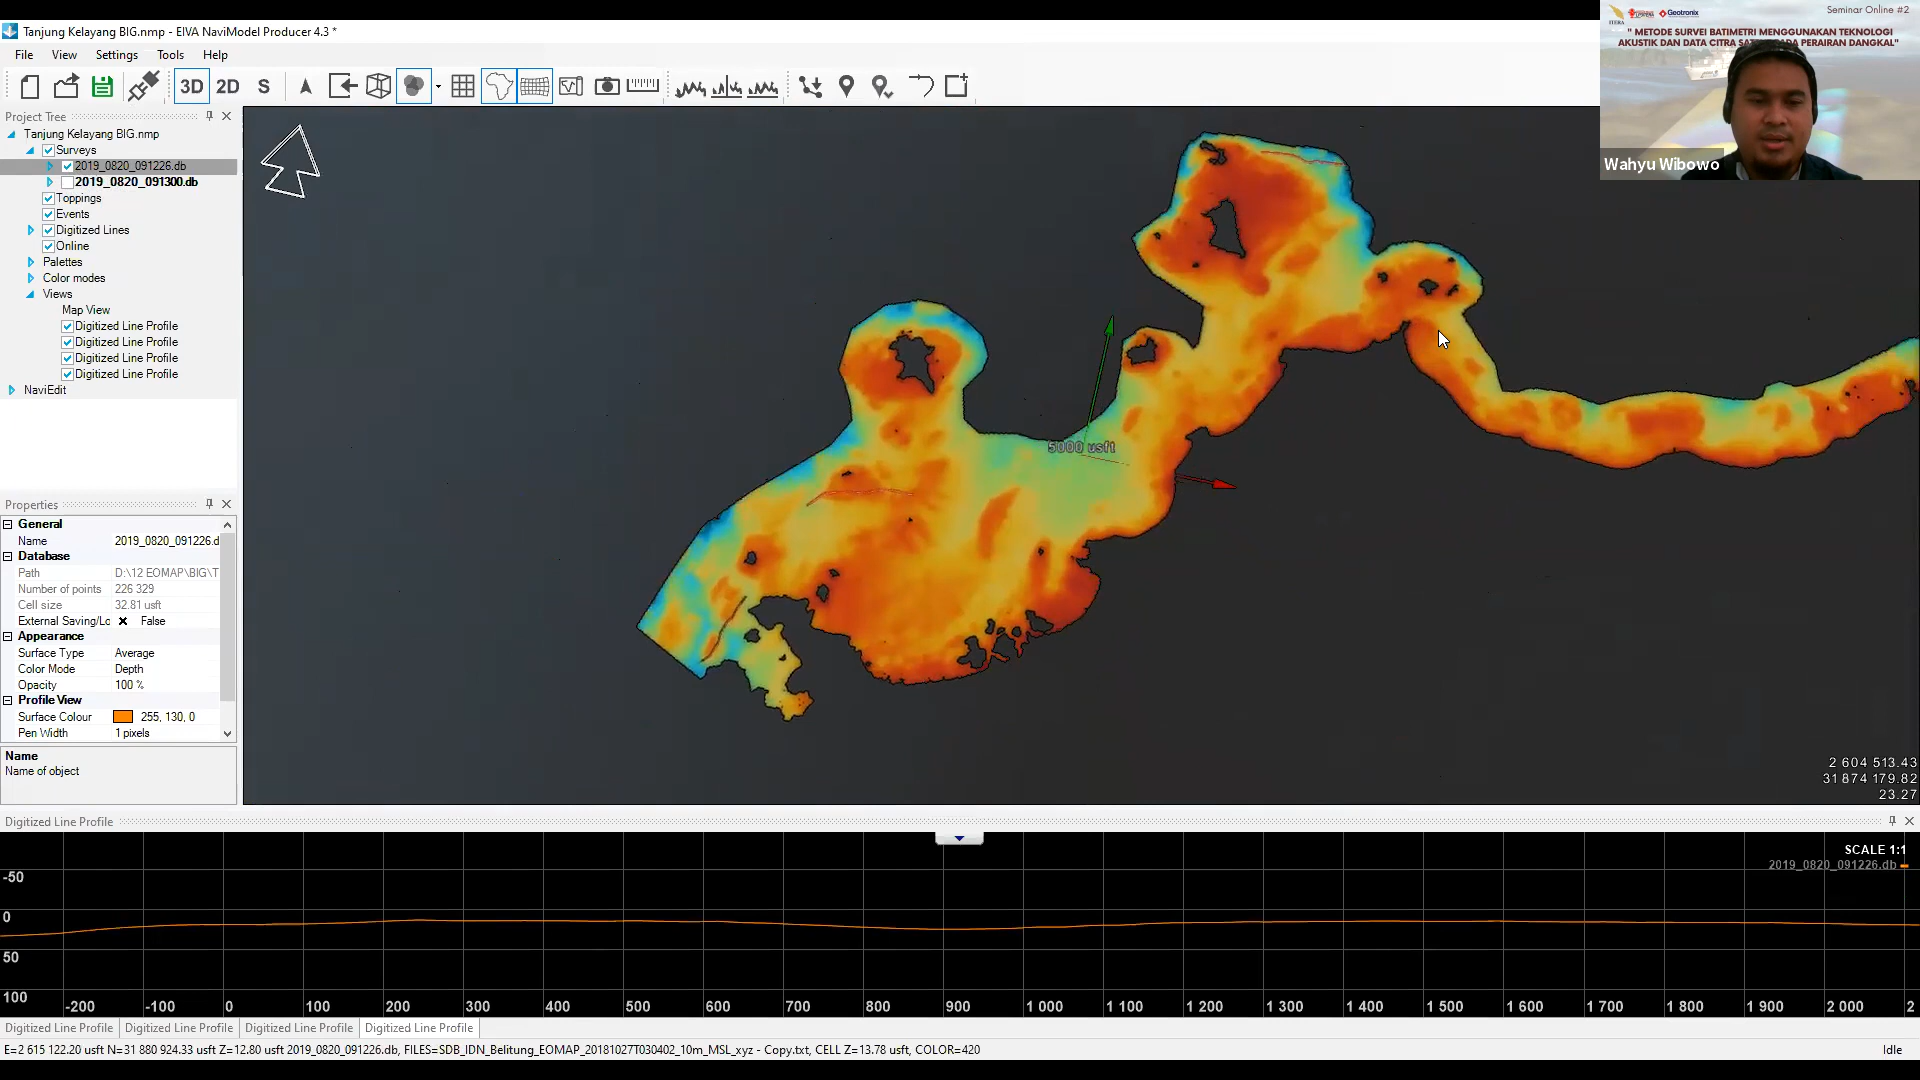 Tanjung Kelayang BIG.nmp - EIVA NaviModel Producer 4.3 *
File View Settings Tools Help
3D 2D S
Project Tree
Tanjung Kelayang BIG.nmp
Surveys
2019_0820_091226.db
2019_0820_091300.db
Toppings
Events
Digitized Lines
Online
Palettes
Color modes
Views
Map View
Digitized Line Profile
Digitized Line Profile
Digitized Line Profile
Digitized Line Profile
NaviEdit
Properties
General
Name 2019_0820_091226.d
Database
Path D:\12 EOMAP\BIG\T
Number of points 226 329
Cell size 32.81 usft
External Saving/Lo False
Appearance
Surface Type Average
Color Mode Depth
Opacity 100 %
Profile View
Surface Colour 255, 130, 0
Pen Width 1 pixels
Name
Name of object
5000 usft
2 604 513.43
31 874 179.82
23.27
Geotronix
Seminar Online #2
" METODE SURVEI BATIMETRI MENGGUNAKAN TEKNOLOGI
AKUSTIK DAN DATA CITRA PERAIRAN DANGKAL"
Wahyu Wibowo
Digitized Line Profile
SCALE 1:1
2019_0820_091226.db
-50
0
50
100
-200 -100 0 100 200 300 400 500 600 700 800 900 1 000 1 100 1 200 1 300 1 400 1 500 1 600 1 700 1 800 1 900 2 000 2
Digitized Line Profile Digitized Line Profile Digitized Line Profile Digitized Line Profile
E=2 615 122.20 usft N=31 880 924.33 usft Z=12.80 usft 2019_0820_091226.db, FILES=SDB_IDN_Belitung_EOMAP_20181027T030402_10m_MSL_xyz - Copy.txt, CELL Z=13.78 usft, COLOR=420
Idle